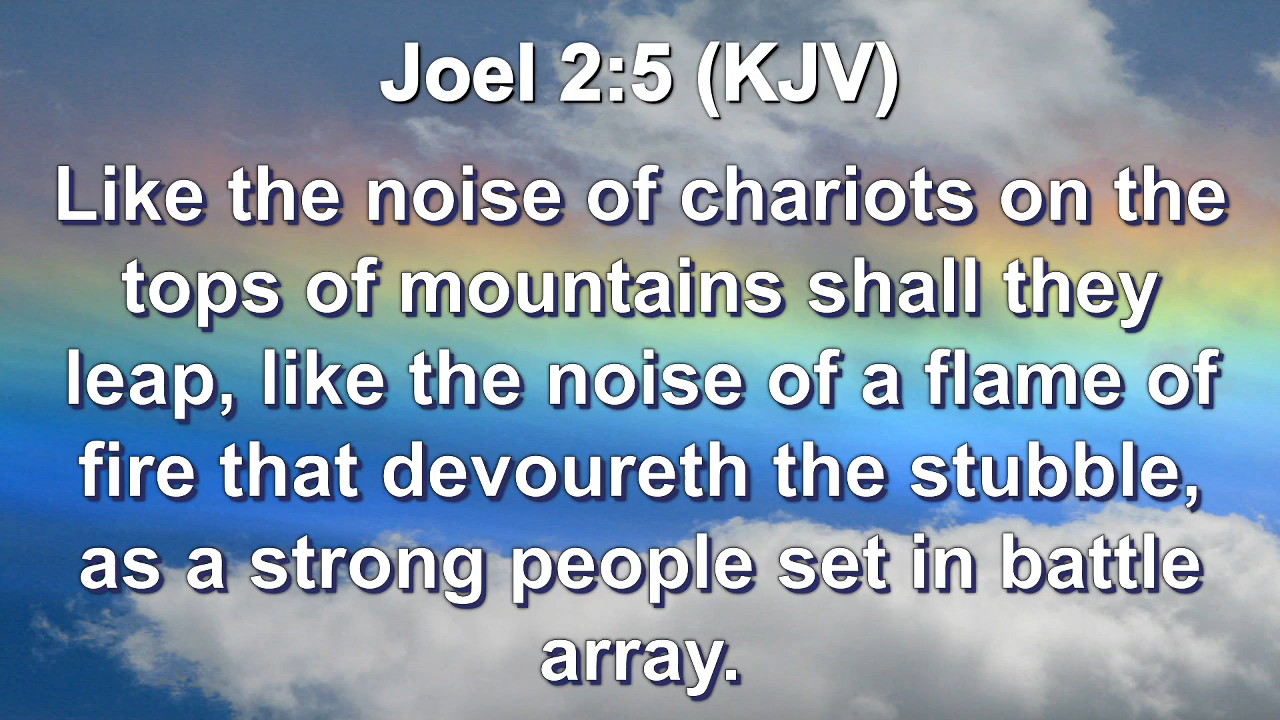 Joel 2:5 (KJV)
Like the noise of chariots on the
tops of mountains shall they
leap, like the noise of a flame of
fire that devoureth the stubble,
as a strong people set in battle
array.